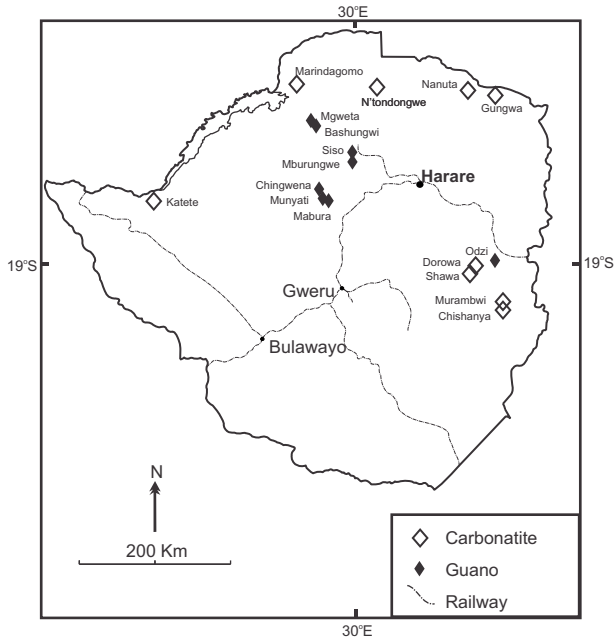 30°E
Marindagomo
N'tondongwe
Nanuta
Gungwa
Mgweta
Bashungwi
Siso
Mburungwe
Harare
Chingwena
Munyati
Mabura
Katete
19°S
19°S
Odzi
Dorowa
Shawa
Murambwi
Chishanya
Gweru
Bulawayo
N
200 Km
Carbonatite
Guano
Railway
30°E